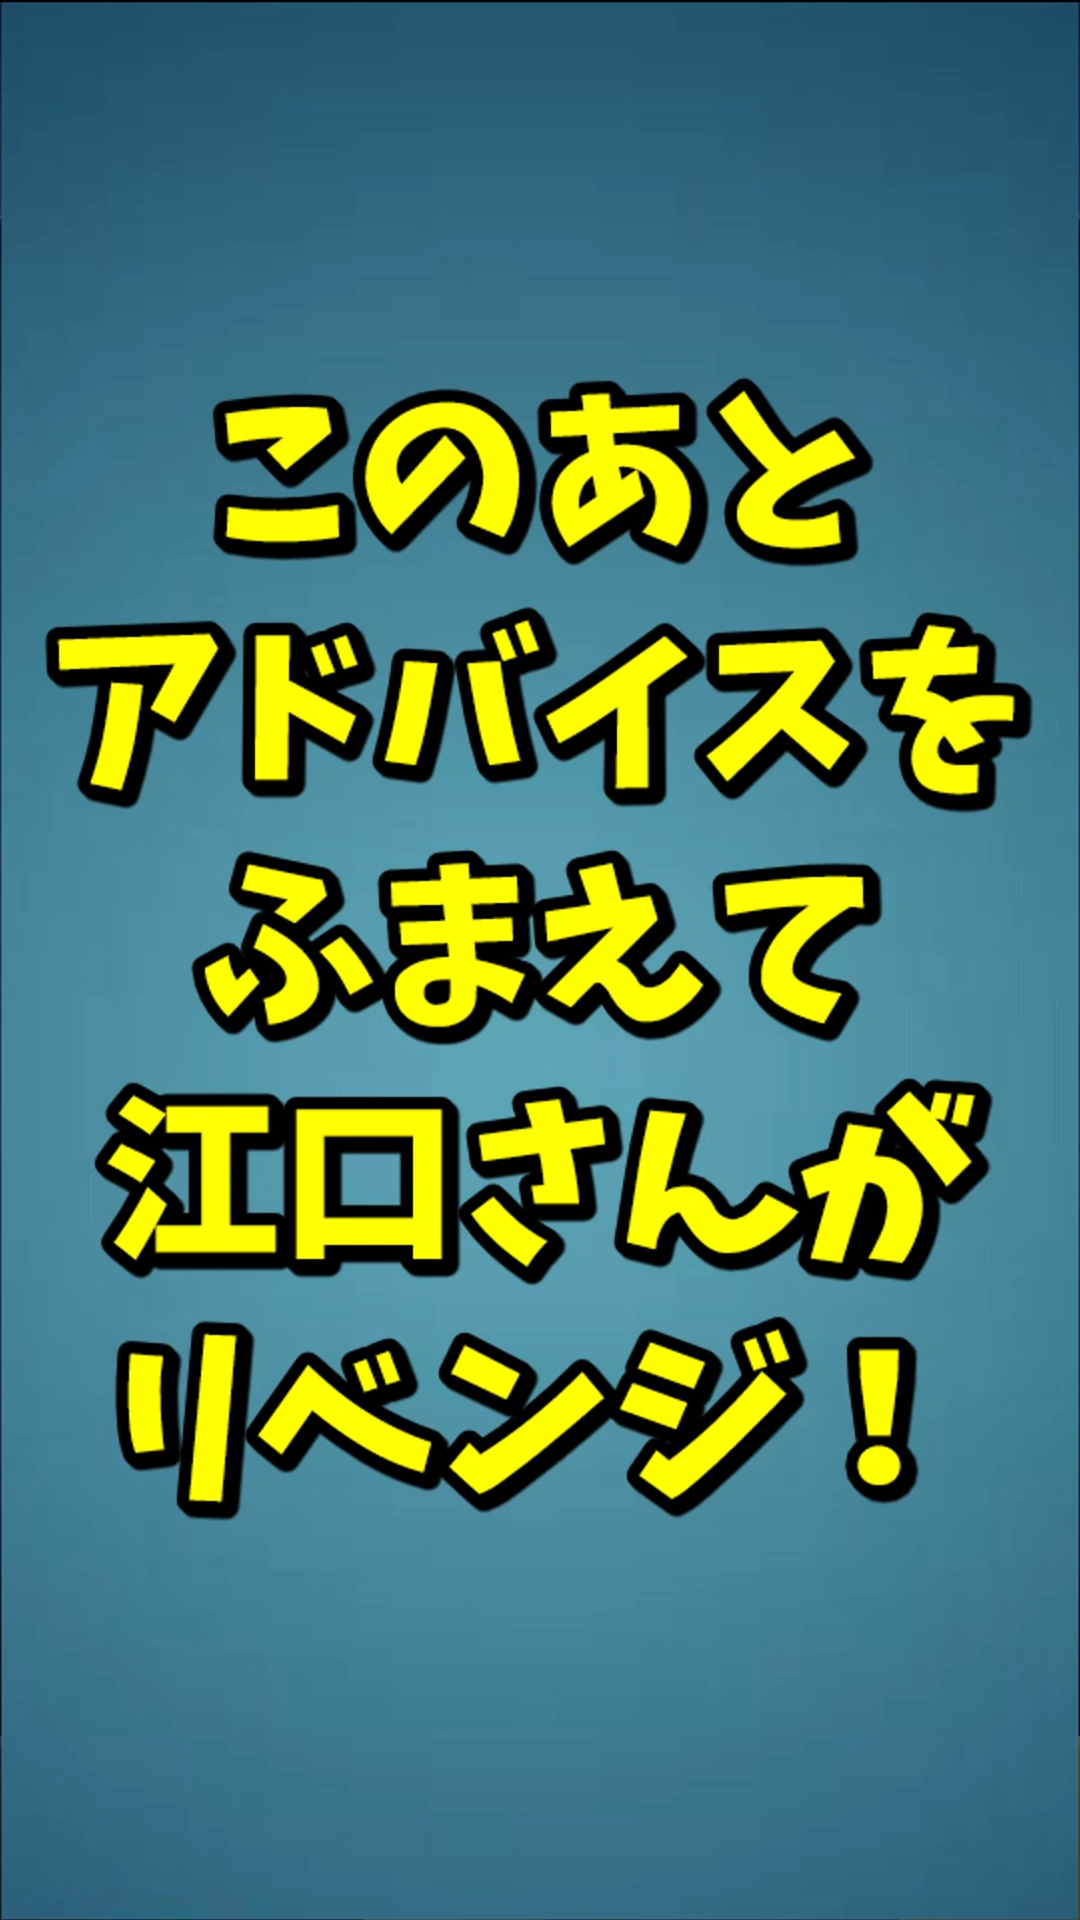 このあと
アドバイスを
ふまえて
江口さんが
リベンジ！